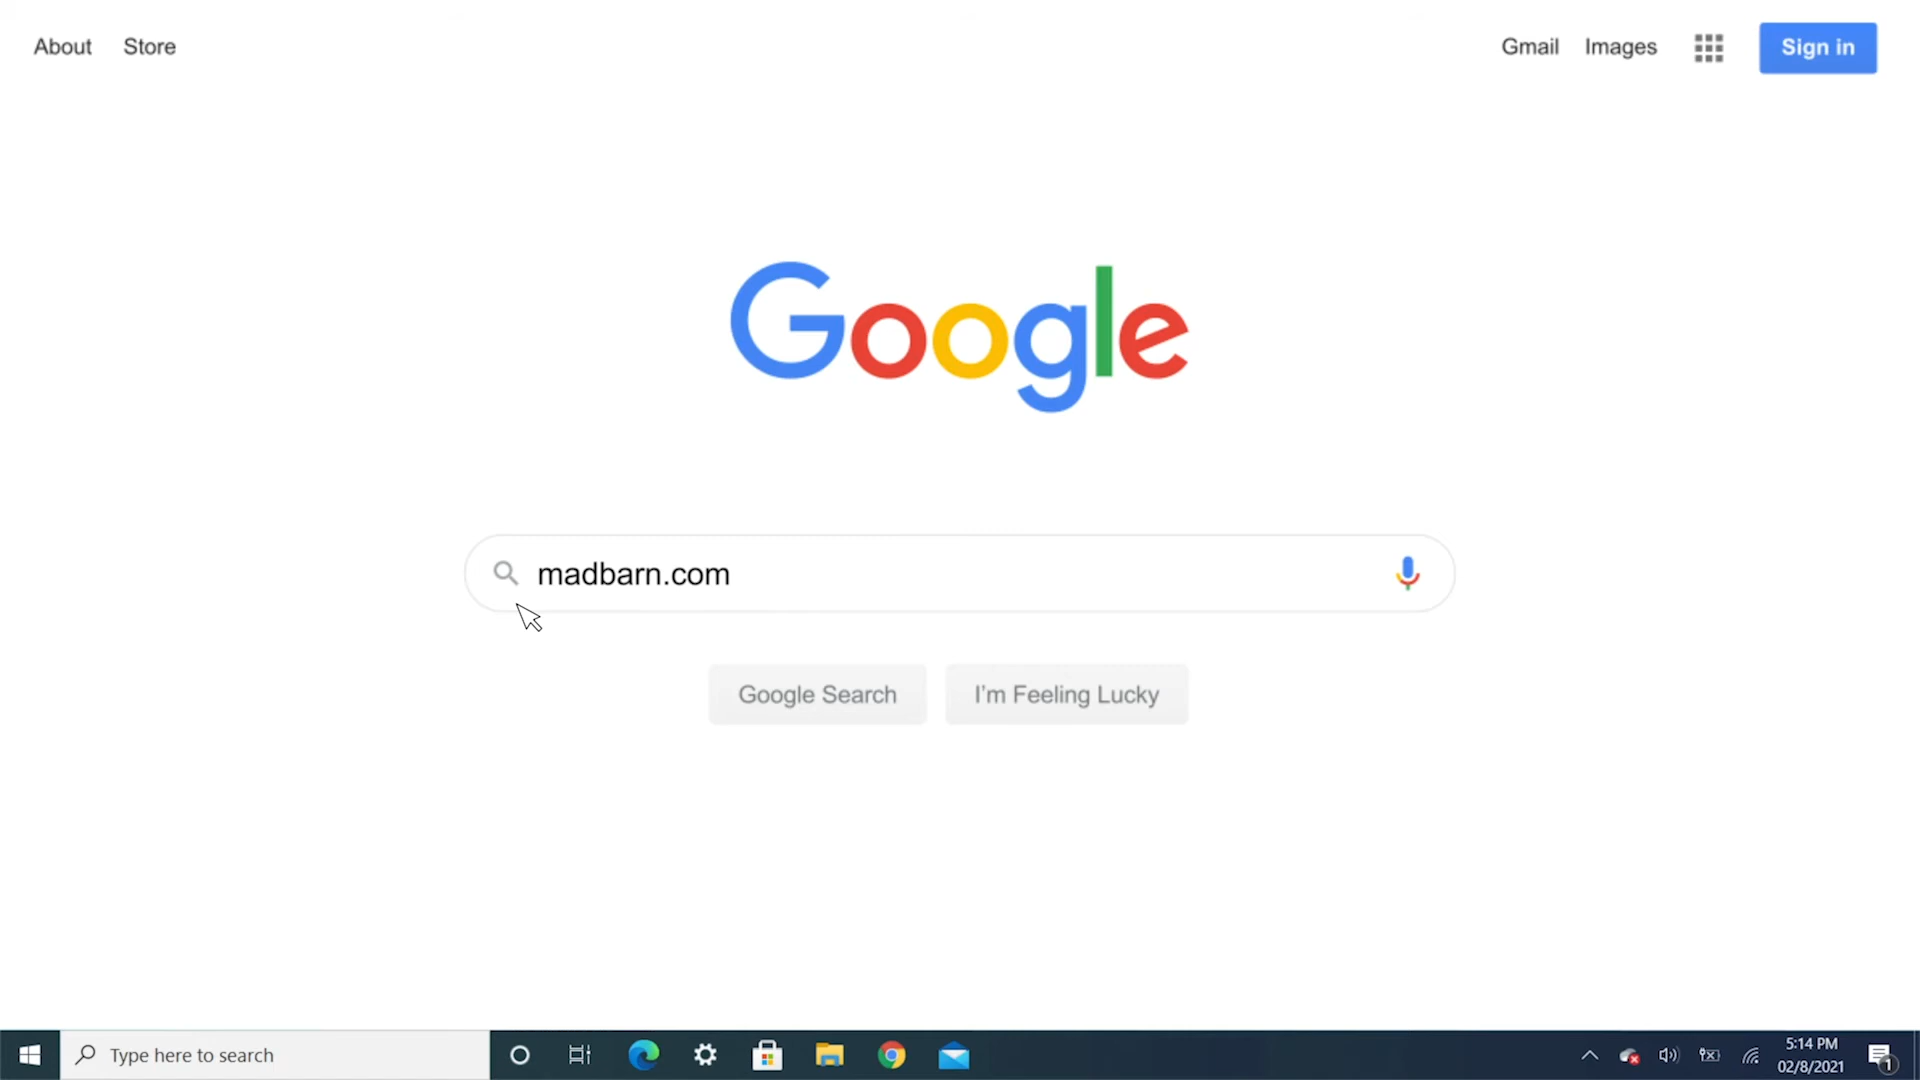 About Store Gmail Images Sign in
Google
madbarn.com
Google Search I'm Feeling Lucky
Type here to search
5:14 PM
02/8/2021
1